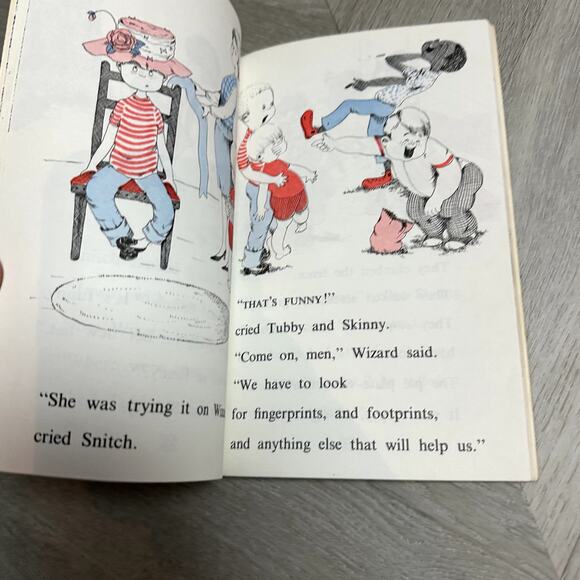 "She was trying it on
cried Snitch.
"THAT'S FUNNY!"
cried Tubby and Skinny.
"Come on, men," Wizard said.
"We have to look
for fingerprints, and footprints,
and anything else that will help us."